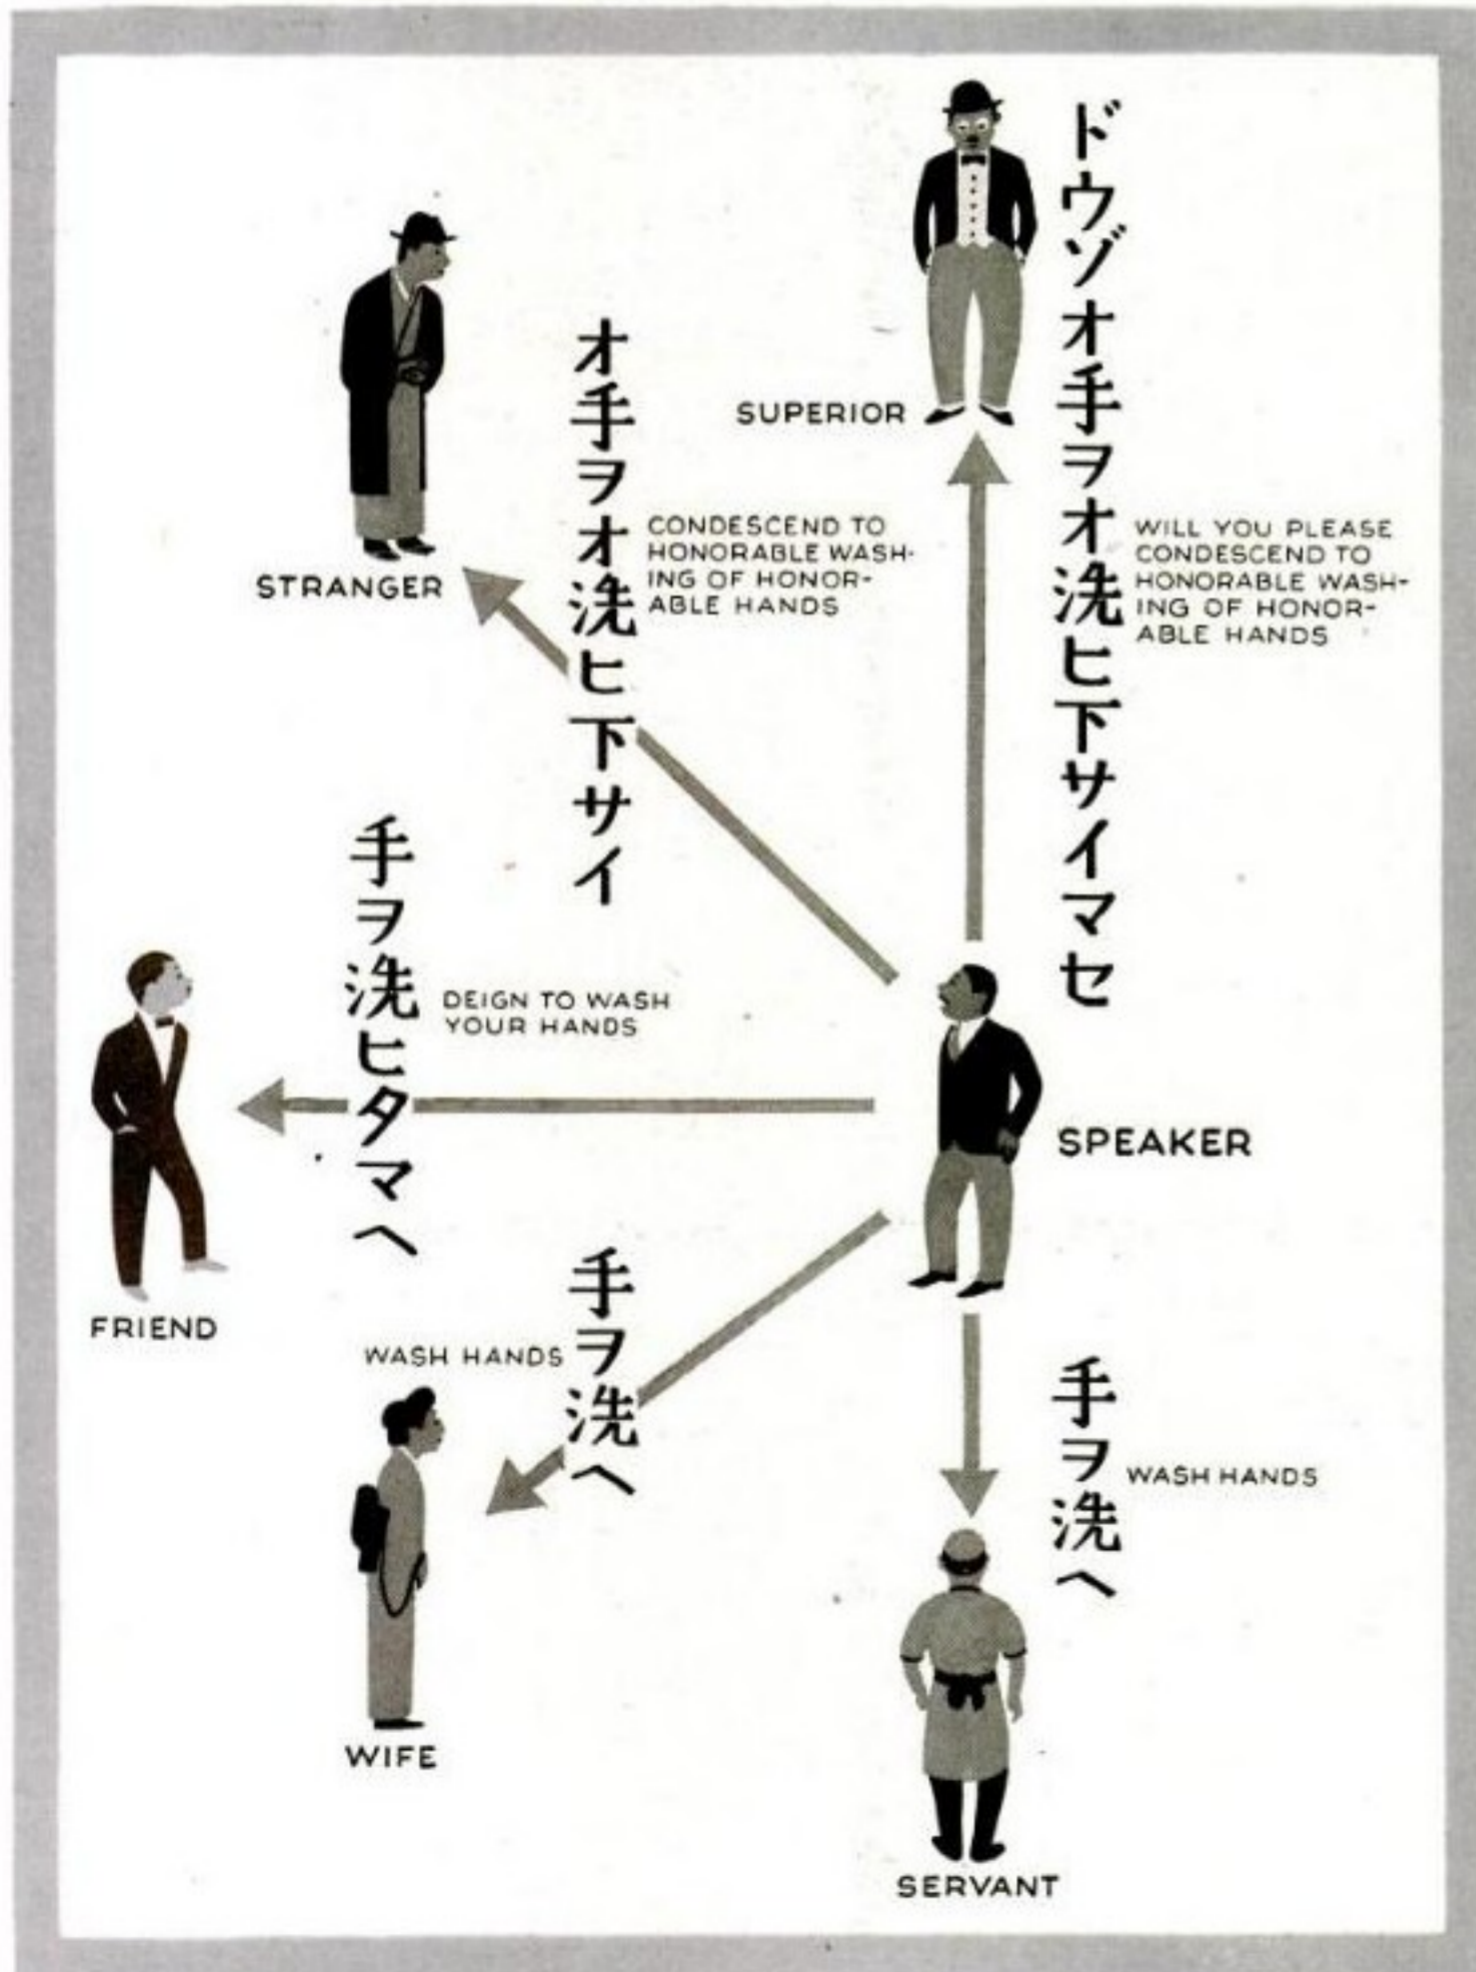 ドウゾオ手ヲオ洗ヒ下サイマセ
SUPERIOR
WILL YOU PLEASE
CONDESCEND TO
HONORABLE WASH-
ING OF HONOR-
ABLE HANDS
オ手ヲオ洗ヒ下サイ
STRANGER
CONDESCEND TO
HONORABLE WASH-
ING OF HONOR-
ABLE HANDS
手ヲ洗ヒタマヘ
DEIGN TO WASH
YOUR HANDS
FRIEND
SPEAKER
手ヲ洗ヘ
WASH HANDS
WIFE
手ヲ洗ヘ
WASH HANDS
SERVANT